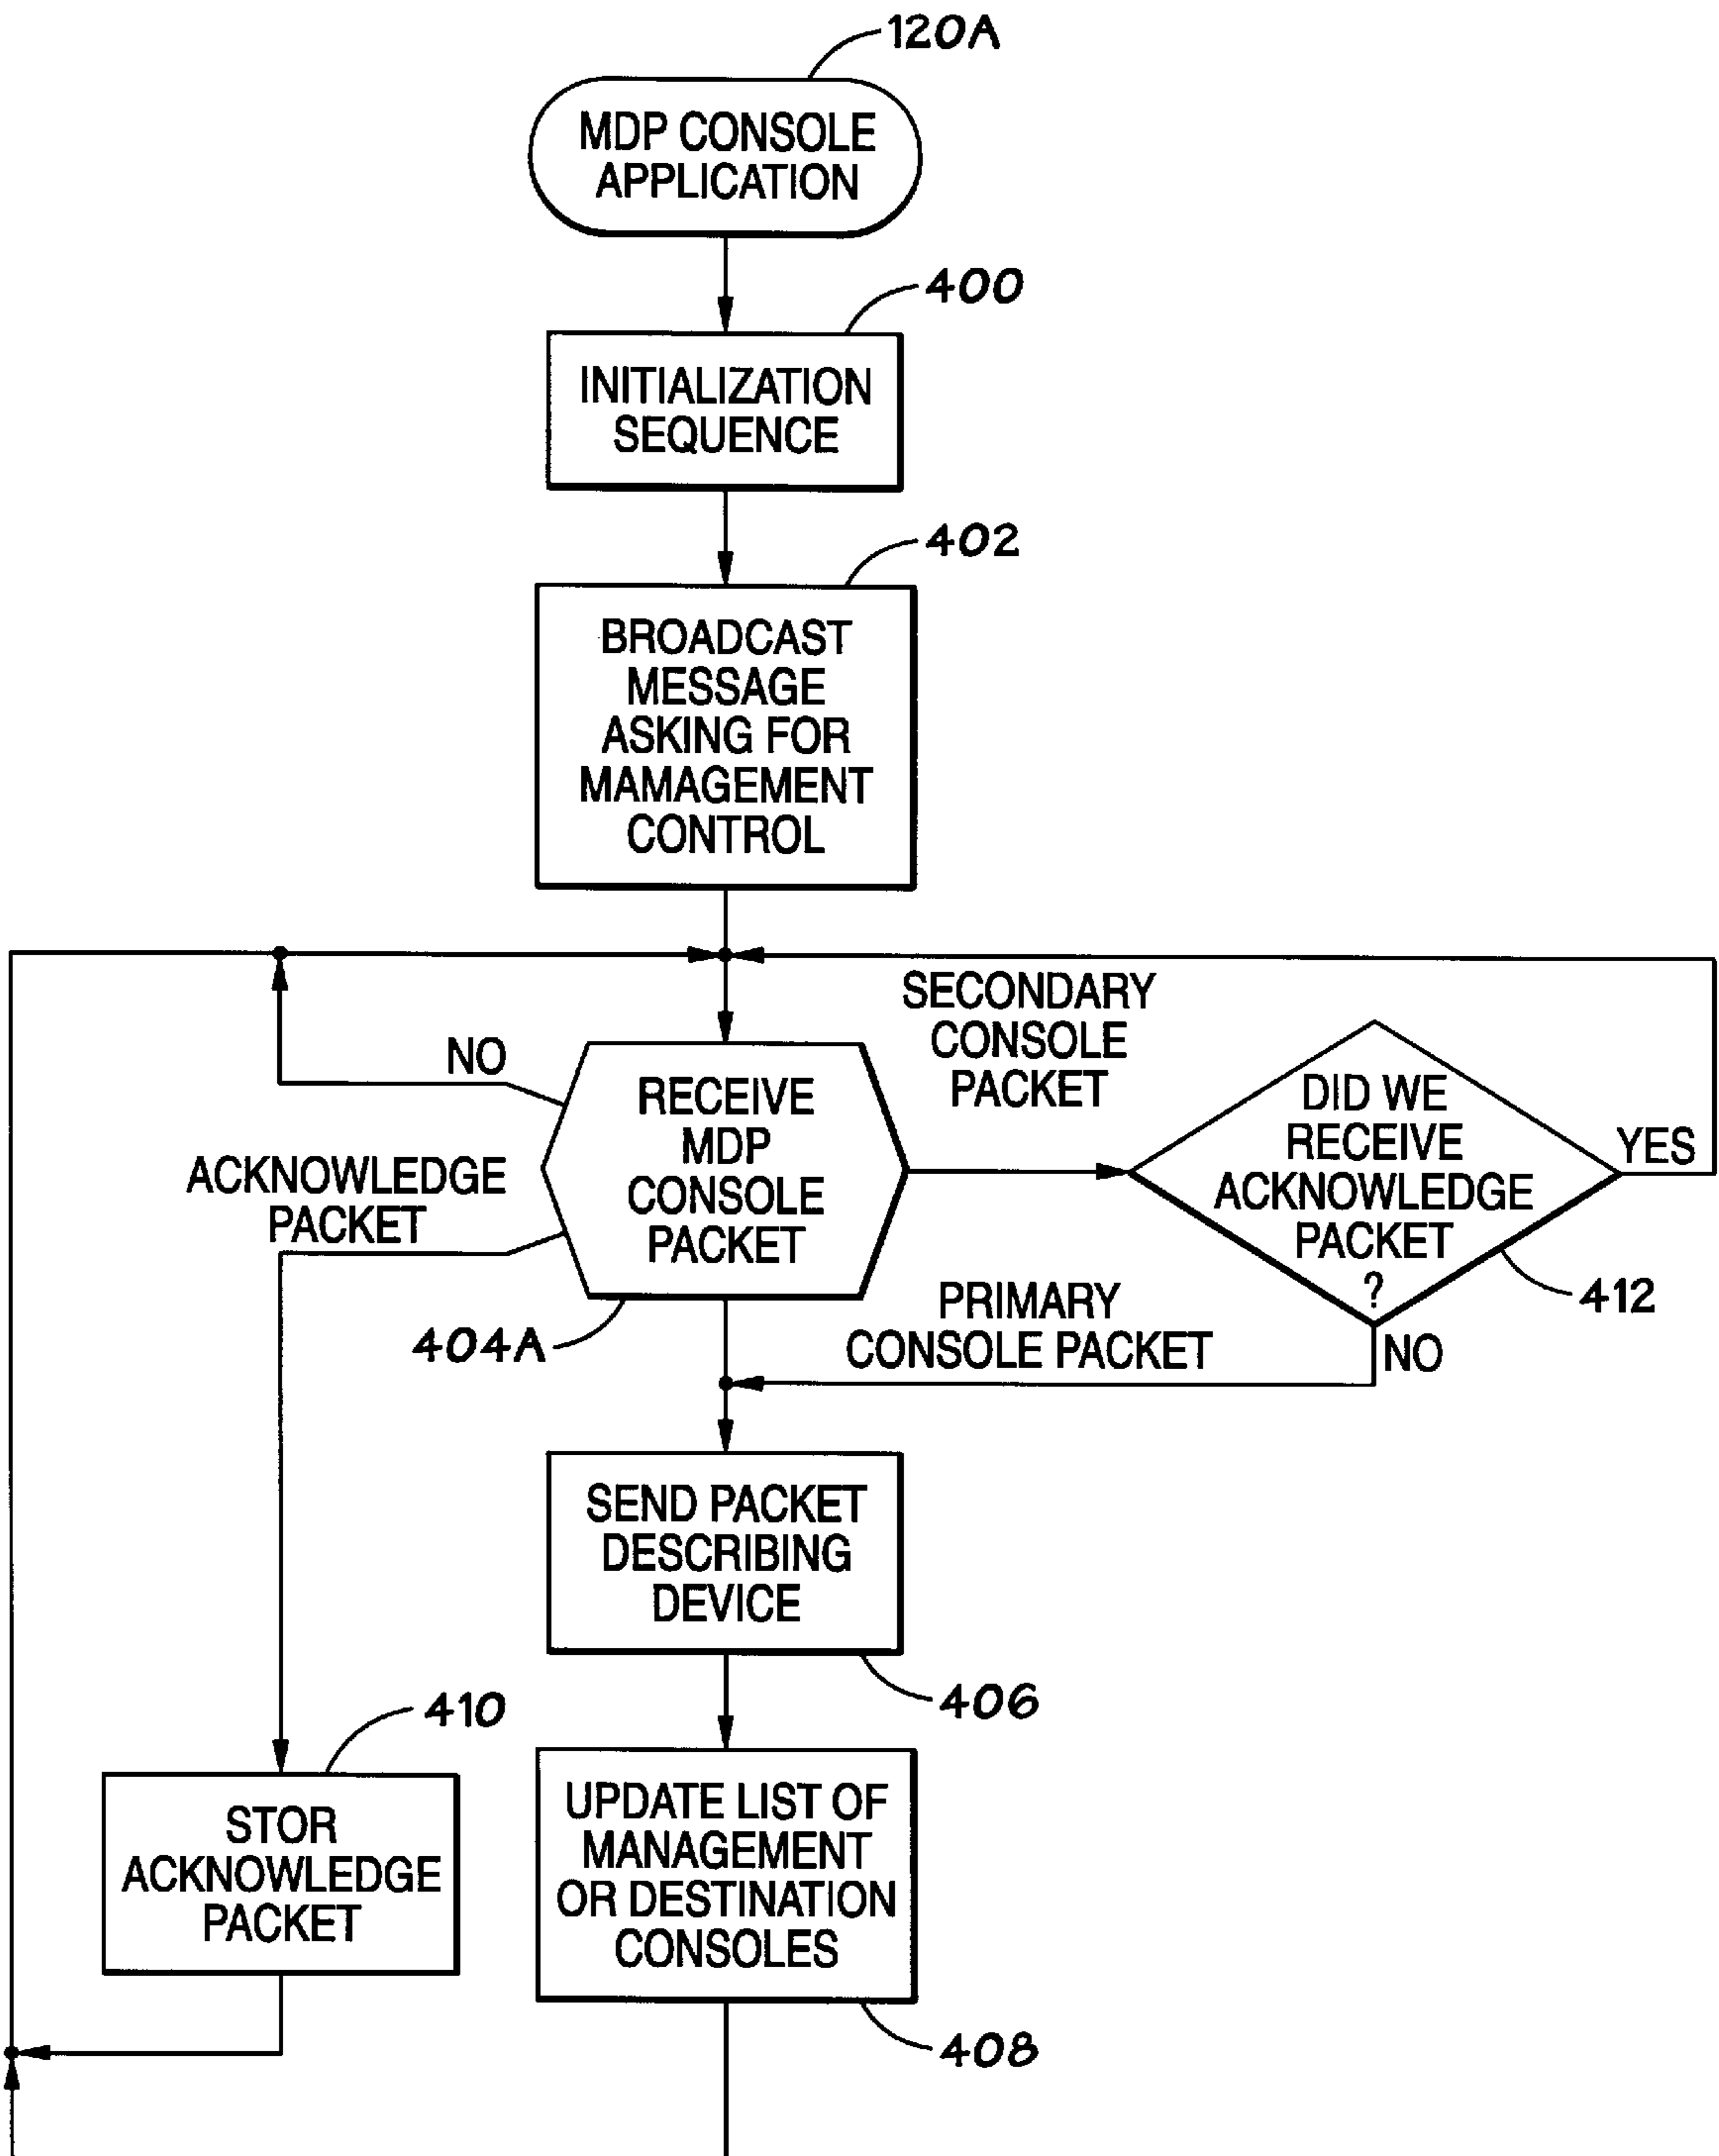 120A
MDP CONSOLE
APPLICATION
400
INITIALIZATION
SEQUENCE
402
BROADCAST
MESSAGE
ASKING FOR
MAMAGEMENT
CONTROL
NO
RECEIVE
MDP
CONSOLE
PACKET
404A
SECONDARY
CONSOLE
PACKET
DID WE
RECEIVE
ACKNOWLEDGE
PACKET
?
YES
412
NO
ACKNOWLEDGE
PACKET
PRIMARY
CONSOLE PACKET
SEND PACKET
DESCRIBING
DEVICE
406
410
STOR
ACKNOWLEDGE
PACKET
UPDATE LIST OF
MANAGEMENT
OR DESTINATION
CONSOLES
408